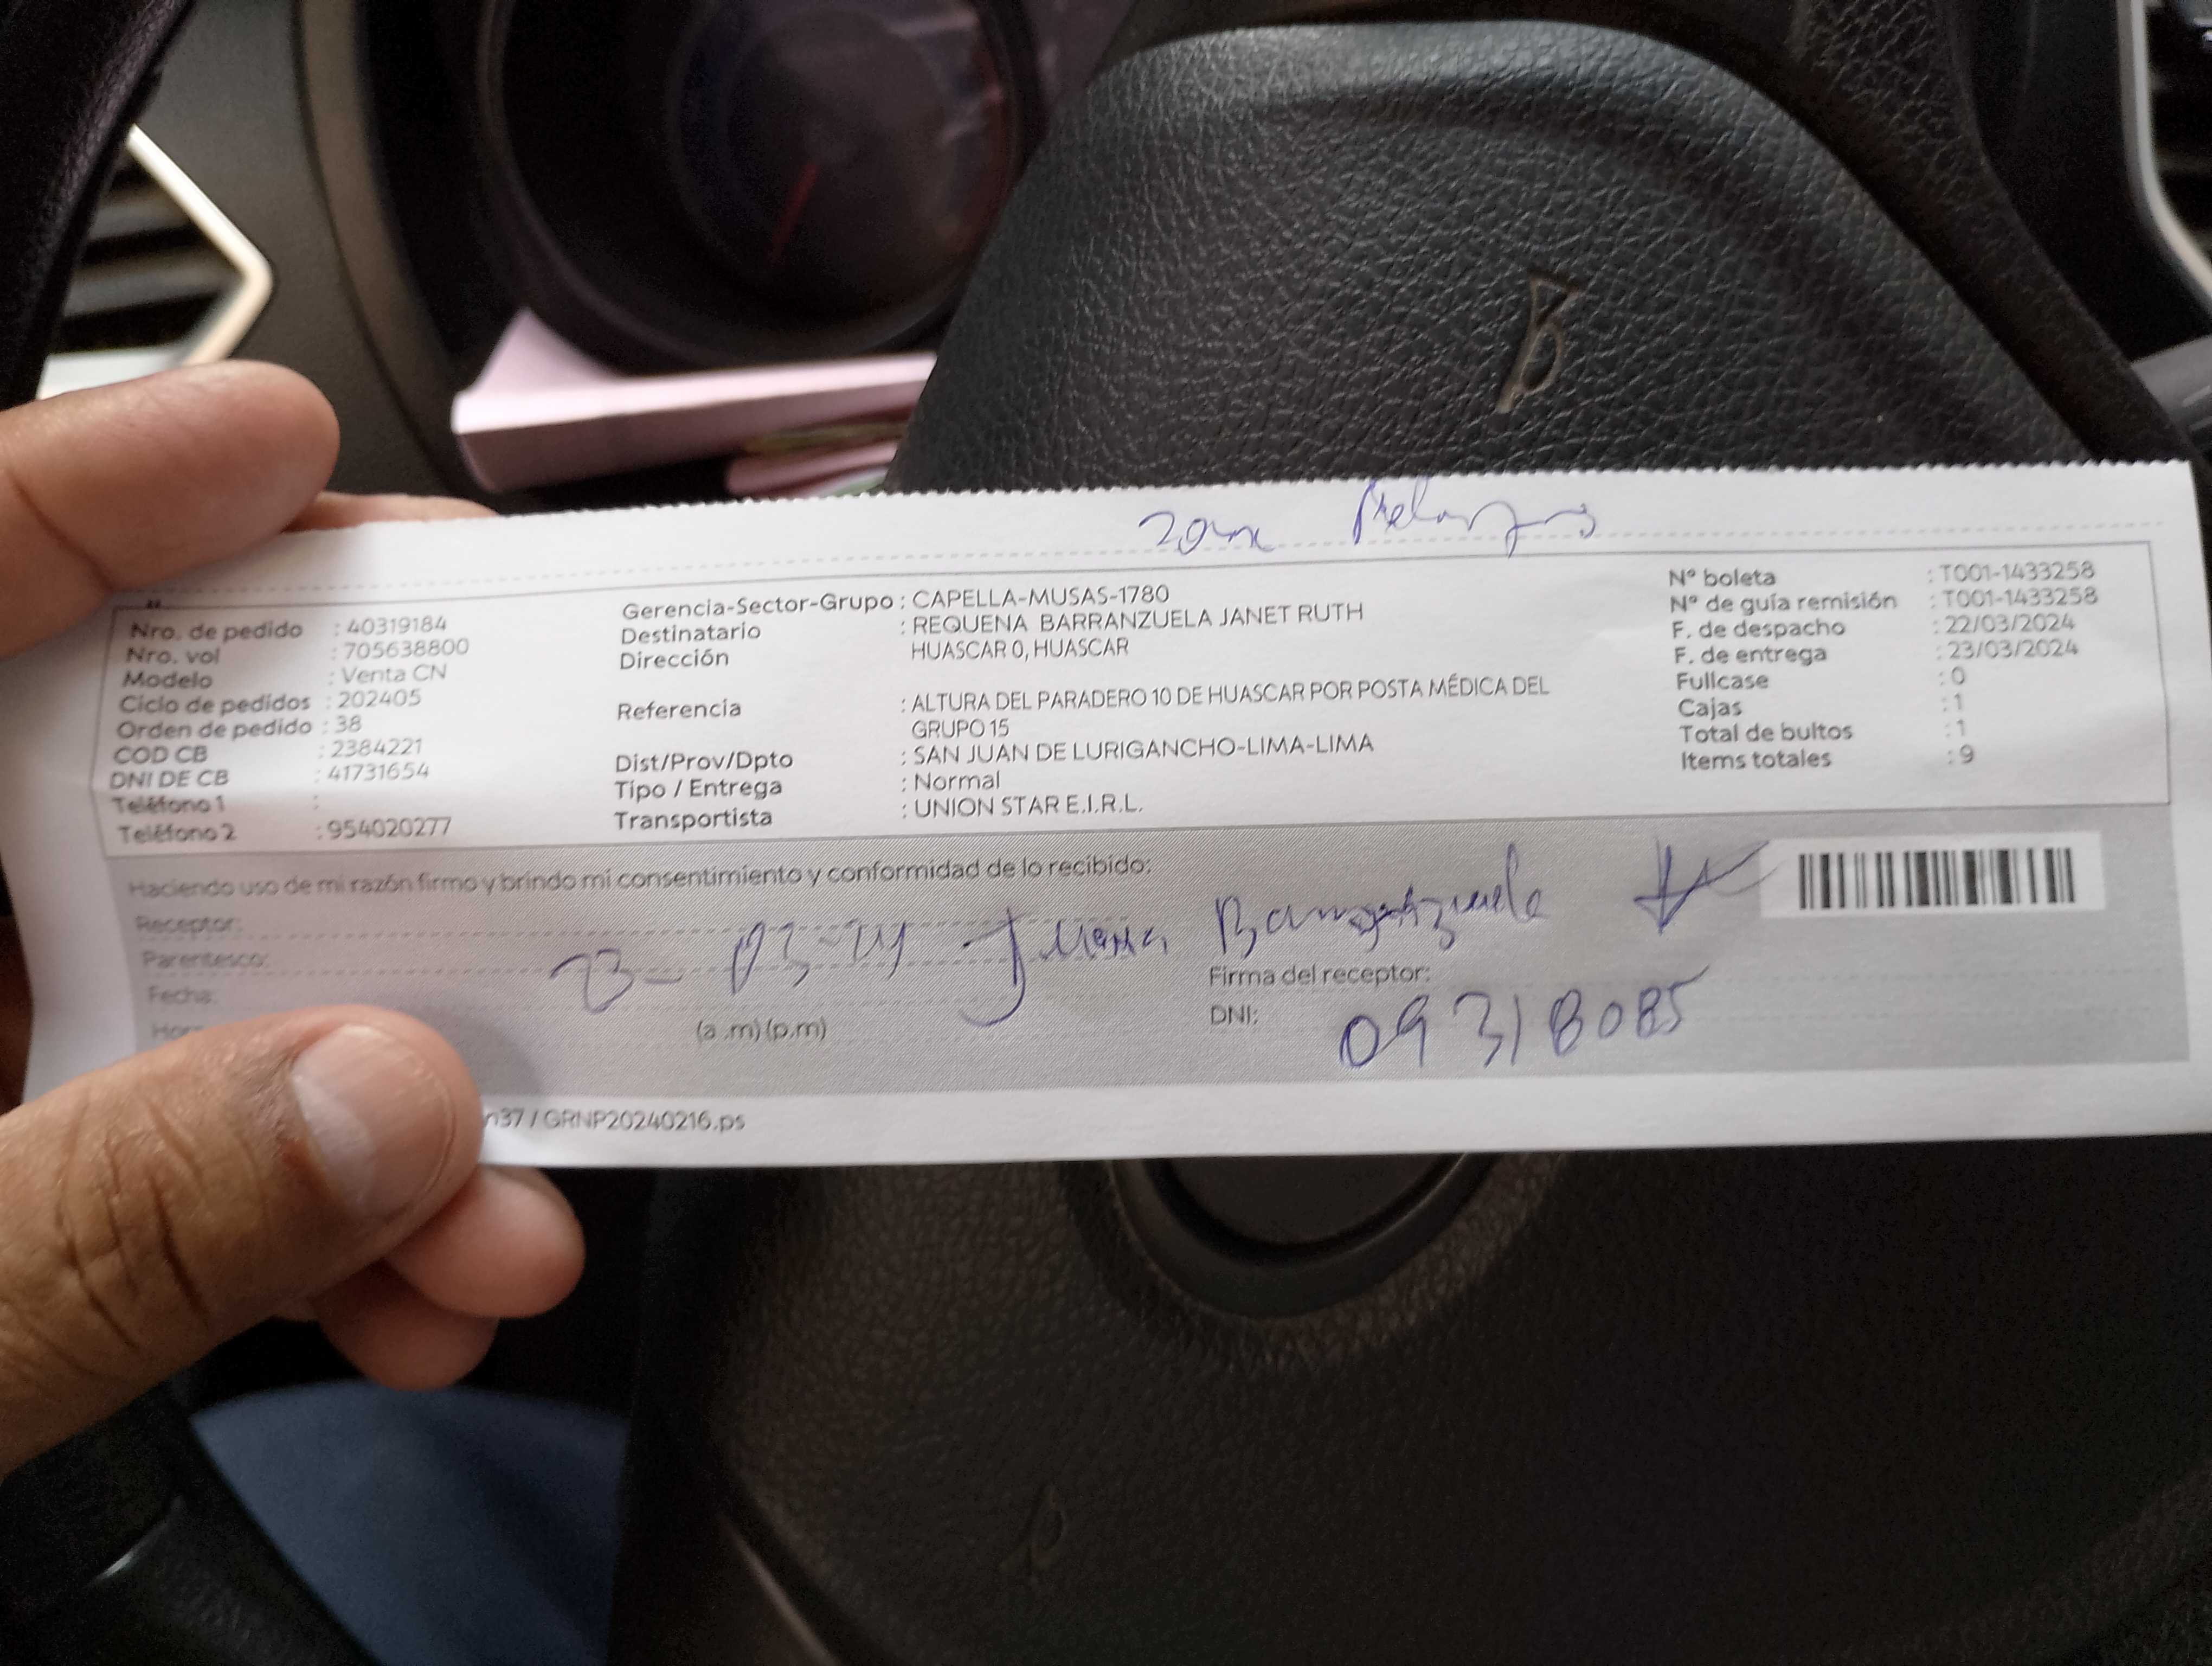 Nro. de pedido : 40319184
Nro. vol : 705638800
Modelo : Venta CN
Ciclo de pedidos : 202405
Orden de pedido : 38
COD CB : 2384221
DNI DE CB : 41731654
Teléfono 1 :
Teléfono 2 : 954020277
Gerencia-Sector-Grupo : CAPELLA-MUSAS-1780
Destinatario : REQUENA BARRANZUELA JANET RUTH
Dirección HUASCAR 0, HUASCAR
Referencia : ALTURA DEL PARADERO 10 DE HUASCAR POR POSTA MÉDICA DEL
GRUPO 15
Dist/Prov/Dpto : SAN JUAN DE LURIGANCHO-LIMA-LIMA
Tipo / Entrega : Normal
Transportista : UNION STAR E.I.R.L.
N° boleta : T001-1433258
N° de guía remisión : T001-1433258
F. de despacho : 22/03/2024
F. de entrega : 23/03/2024
Fullcase : 0
Cajas : 1
Total de bultos : 1
Items totales : 9
Haciendo uso de mi razón firmo y brindo mi consentimiento y conformidad de lo recibido:
Receptor:
Parentesco:
Fecha:
23-03-24
(a .m) (p.m)
Firma del receptor:
DNI: 09318085
n37 / GRNP20240216.ps